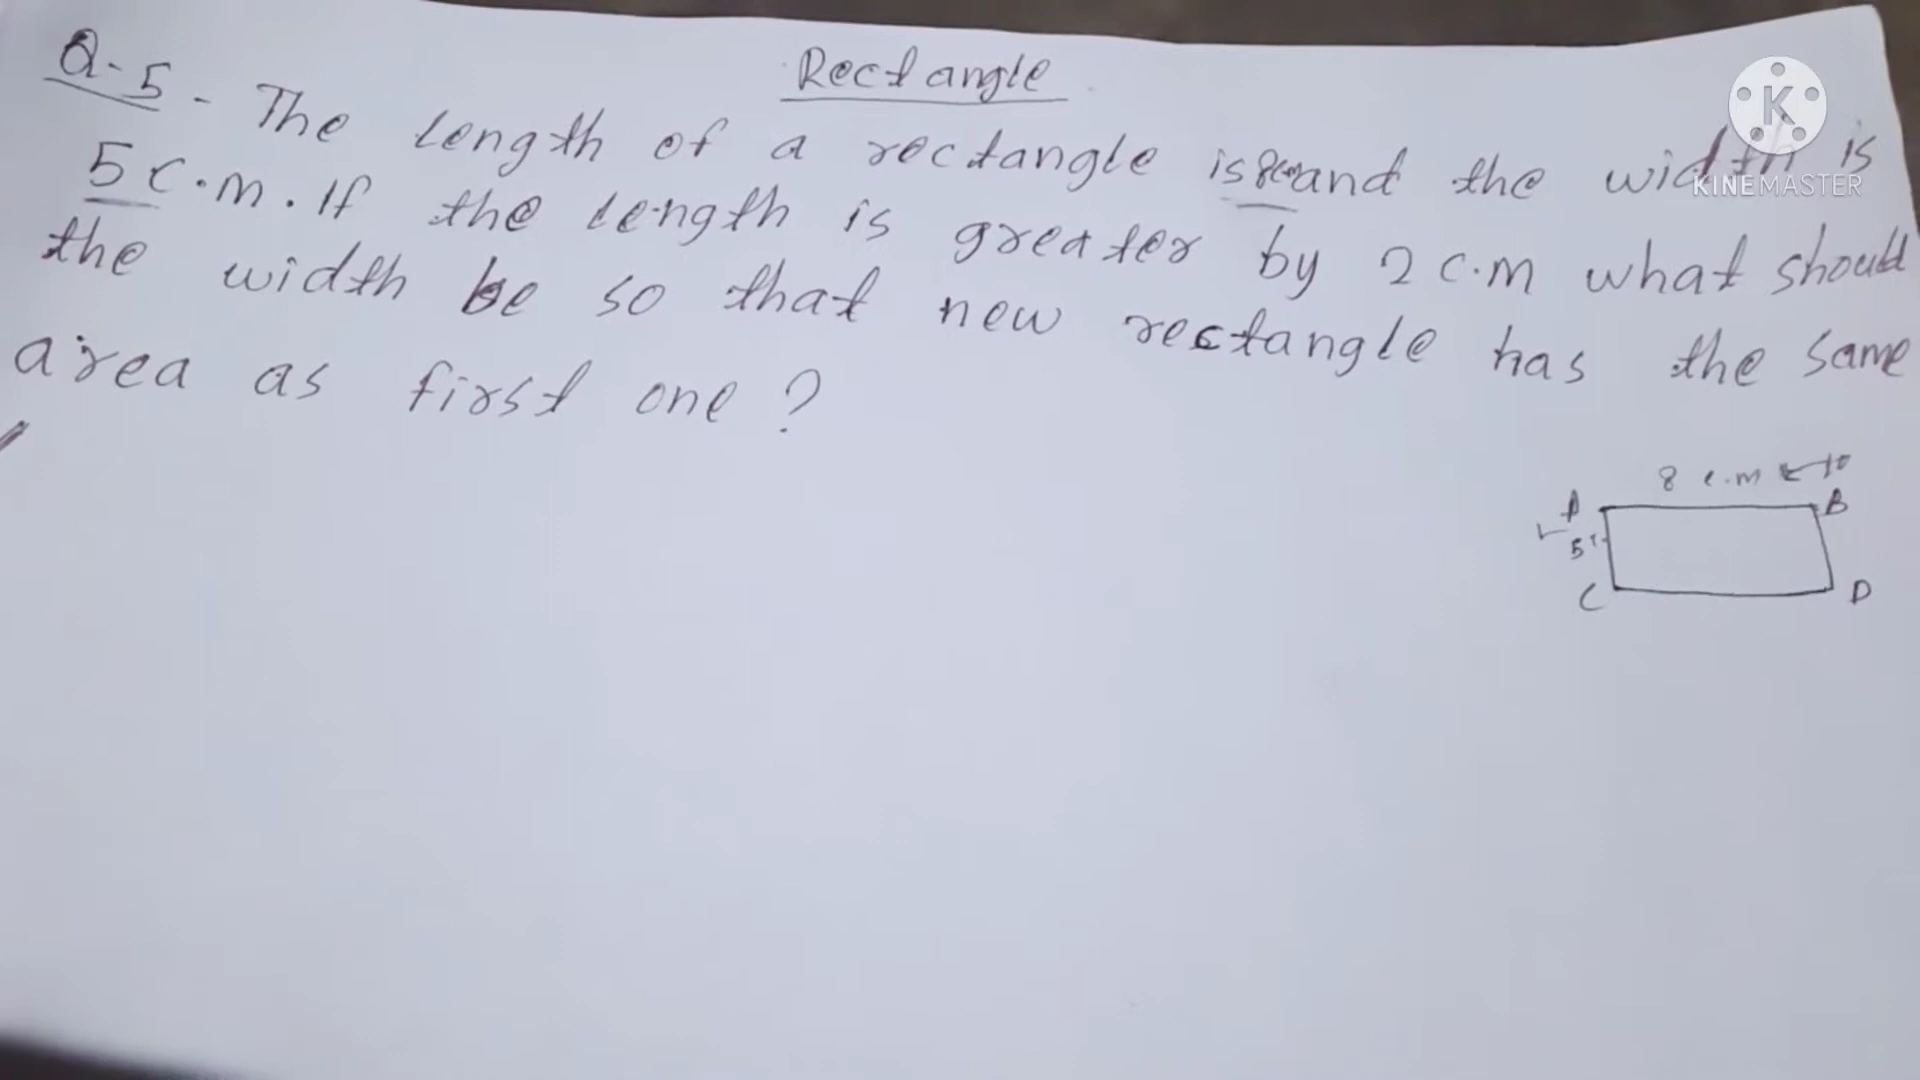 Rectangle
Q-5 - The length of a rectangle is 8cm and the width is
5 c.m. If the length is greater by 2 c.m what should
the width be so that new rectangle has the same
area as first one?
K
KINEMASTER
8 c.m ← 10
A B
5
C D